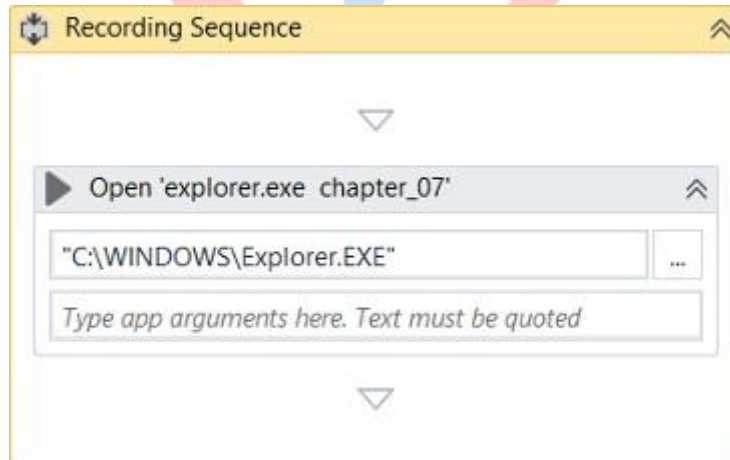 Recording Sequence
Open 'explorer.exe chapter_07'
"C:\WINDOWS\Explorer.EXE"
...
Type app arguments here. Text must be quoted